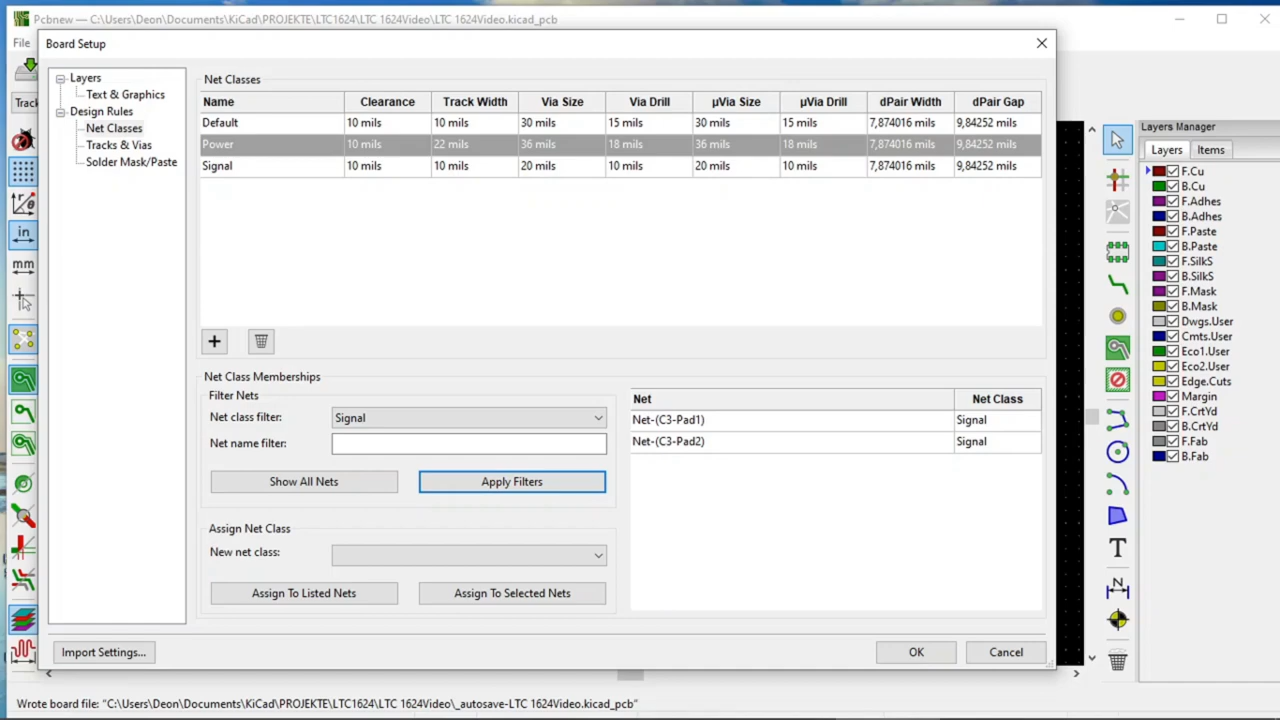 Pcbnew — C:\Users\Deon\Documents\KiCad\PROJEKTE\LTC1624\LTC 1624Video\LTC 1624Video.kicad_pcb
File
Board Setup
Track
in
mm
Layers
Text & Graphics
Design Rules
Net Classes
Tracks & Vias
Solder Mask/Paste
Net Classes
Name Clearance Track Width Via Size Via Drill µVia Size µVia Drill dPair Width dPair Gap
Default 10 mils 10 mils 30 mils 15 mils 30 mils 15 mils 7,874016 mils 9,84252 mils
Power 10 mils 22 mils 36 mils 18 mils 36 mils 18 mils 7,874016 mils 9,84252 mils
Signal 10 mils 10 mils 20 mils 10 mils 20 mils 10 mils 7,874016 mils 9,84252 mils
Net Class Memberships
Filter Nets
Net class filter: Signal
Net name filter:
Show All Nets Apply Filters
Assign Net Class
New net class:
Assign To Listed Nets Assign To Selected Nets
Net Net Class
Net-(C3-Pad1) Signal
Net-(C3-Pad2) Signal
Import Settings... OK Cancel
T
N
Layers Manager
Layers Items
F.Cu
B.Cu
F.Adhes
B.Adhes
F.Paste
B.Paste
F.SilkS
B.SilkS
F.Mask
B.Mask
Dwgs.User
Cmts.User
Eco1.User
Eco2.User
Edge.Cuts
Margin
F.CrtYd
B.CrtYd
F.Fab
B.Fab
Wrote board file: "C:\Users\Deon\Documents\KiCad\PROJEKTE\LTC1624\LTC 1624Video\_autosave-LTC 1624Video.kicad_pcb"